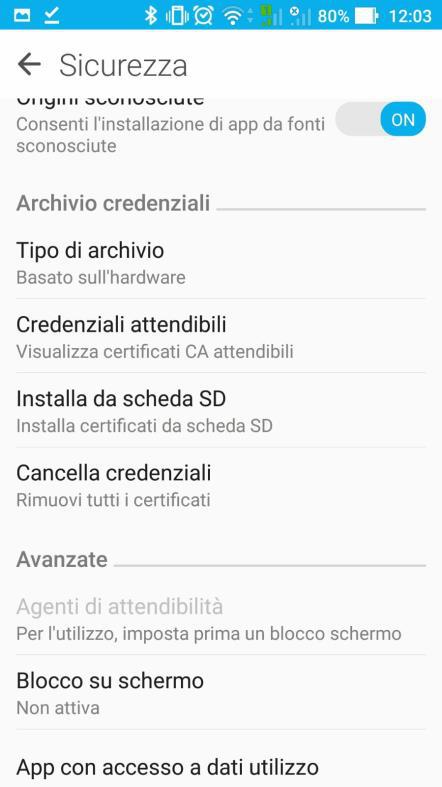 80% 12:03
Sicurezza
Origini sconosciute
Consenti l'installazione di app da fonti
sconosciute
ON
Archivio credenziali
Tipo di archivio
Basato sull'hardware
Credenziali attendibili
Visualizza certificati CA attendibili
Installa da scheda SD
Installa certificati da scheda SD
Cancella credenziali
Rimuovi tutti i certificati
Avanzate
Agenti di attendibilità
Per l'utilizzo, imposta prima un blocco schermo
Blocco su schermo
Non attiva
App con accesso a dati utilizzo